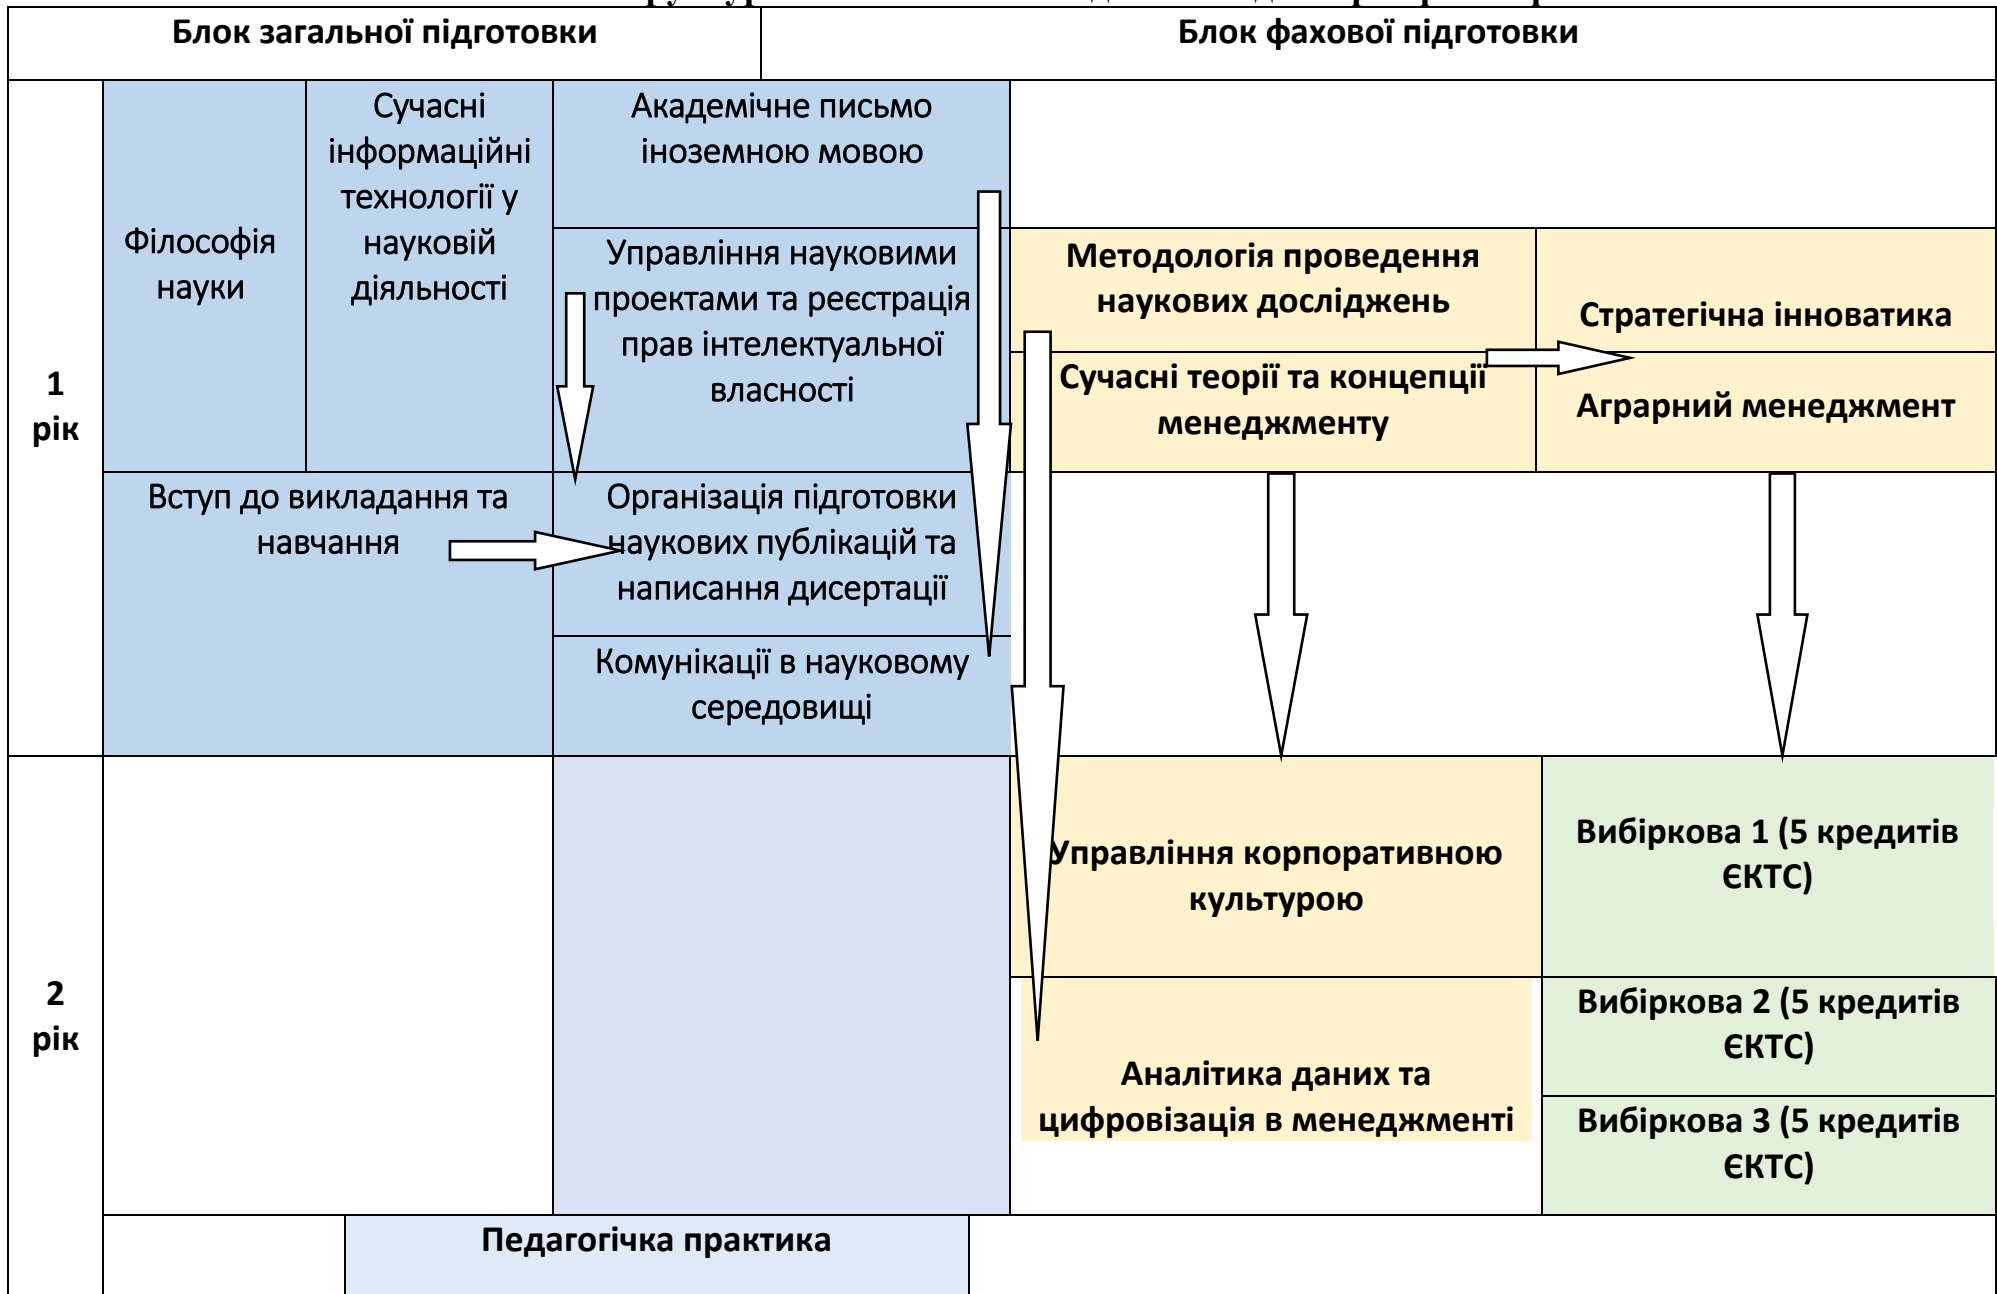 Блок загальної підготовки
Блок фахової підготовки
1
рік
Філософія
науки
Сучасні
інформаційні
технології у
науковій
діяльності
Академічне письмо
іноземною мовою
Управління науковими
проектами та реєстрація
прав інтелектуальної
власності
Методологія проведення
наукових досліджень
Стратегічна інноватика
Сучасні теорії та концепції
менеджменту
Аграрний менеджмент
Вступ до викладання та
навчання
Організація підготовки
наукових публікацій та
написання дисертації
Комунікації в науковому
середовищі
2
рік
Управління корпоративною
культурою
Вибіркова 1 (5 кредитів
ЄКТС)
Аналітика даних та
цифровізація в менеджменті
Вибіркова 2 (5 кредитів
ЄКТС)
Вибіркова 3 (5 кредитів
ЄКТС)
Педагогічка практика